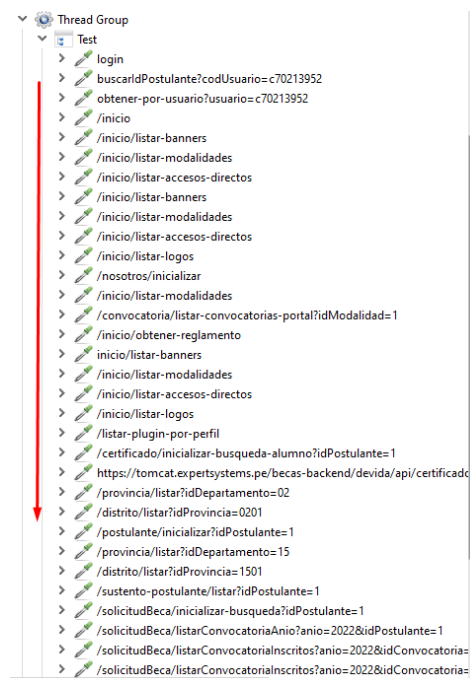 Thread Group
Test
login
buscarIdPostulante?codUsuario=c70213952
obtener-por-usuario?usuario=c70213952
/inicio
/inicio/listar-banners
/inicio/listar-modalidades
/inicio/listar-accesos-directos
/inicio/listar-banners
/inicio/listar-modalidades
/inicio/listar-accesos-directos
/inicio/listar-logos
/nosotros/inicializar
/inicio/listar-modalidades
/convocatoria/listar-convocatorias-portal?idModalidad=1
/inicio/obtener-reglamento
inicio/listar-banners
/inicio/listar-modalidades
/inicio/listar-accesos-directos
/inicio/listar-logos
/listar-plugin-por-perfil
/certificado/inicializar-busqueda-alumno?idPostulante=1
https://tomcat.expertsystems.pe/becas-backend/devida/api/certificado
/provincia/listar?idDepartamento=02
/distrito/listar?idProvincia=0201
/postulante/inicializar?idPostulante=1
/provincia/listar?idDepartamento=15
/distrito/listar?idProvincia=1501
/sustento-postulante/listar?idPostulante=1
/solicitudBeca/inicializar-busqueda?idPostulante=1
/solicitudBeca/listarConvocatoriaAnio?anio=2022&idPostulante=1
/solicitudBeca/listarConvocatoriaInscritos?anio=2022&idConvocatoria=
/solicitudBeca/listarConvocatoriaInscritos?anio=2022&idConvocatoria=